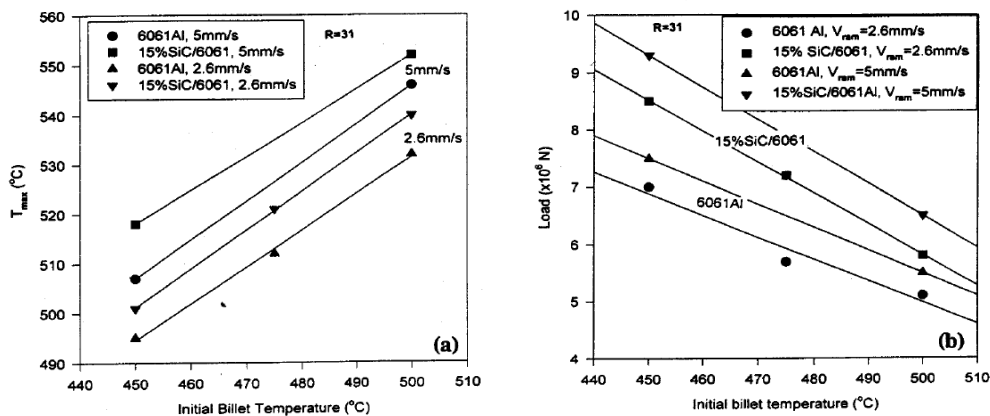 560
550
540
530
520
510
500
490
T_max (°C)
R=31
6061Al, 5mm/s
15%SiC/6061, 5mm/s
6061Al, 2.6mm/s
15%SiC/6061, 2.6mm/s
5mm/s
2.6mm/s
(a)
440 450 460 470 480 490 500 510
Initial Billet Temperature (°C)
10
9
8
7
6
5
4
Load (x10⁶ N)
R=31
6061 Al, V_ram=2.6mm/s
15% SiC/6061, V_ram=2.6mm/s
6061Al, V_ram=5mm/s
15%SiC/6061Al, V_ram=5mm/s
15%SiC/6061
6061Al
(b)
440 450 460 470 480 490 500 510
Initial billet temperature (°C)